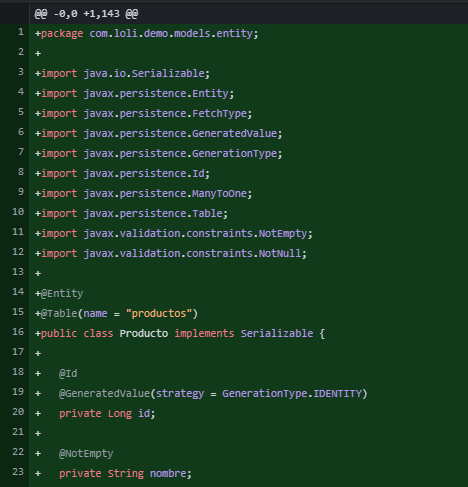 @@ -0,0 +1,143 @@
1 +package com.loli.demo.models.entity;
2 +
3 +import java.io.Serializable;
4 +import javax.persistence.Entity;
5 +import javax.persistence.FetchType;
6 +import javax.persistence.GeneratedValue;
7 +import javax.persistence.GenerationType;
8 +import javax.persistence.Id;
9 +import javax.persistence.ManyToOne;
10 +import javax.persistence.Table;
11 +import javax.validation.constraints.NotEmpty;
12 +import javax.validation.constraints.NotNull;
13 +
14 +@Entity
15 +@Table(name = "productos")
16 +public class Producto implements Serializable {
17 +
18 +   @Id
19 +   @GeneratedValue(strategy = GenerationType.IDENTITY)
20 +   private Long id;
21 +
22 +   @NotEmpty
23 +   private String nombre;